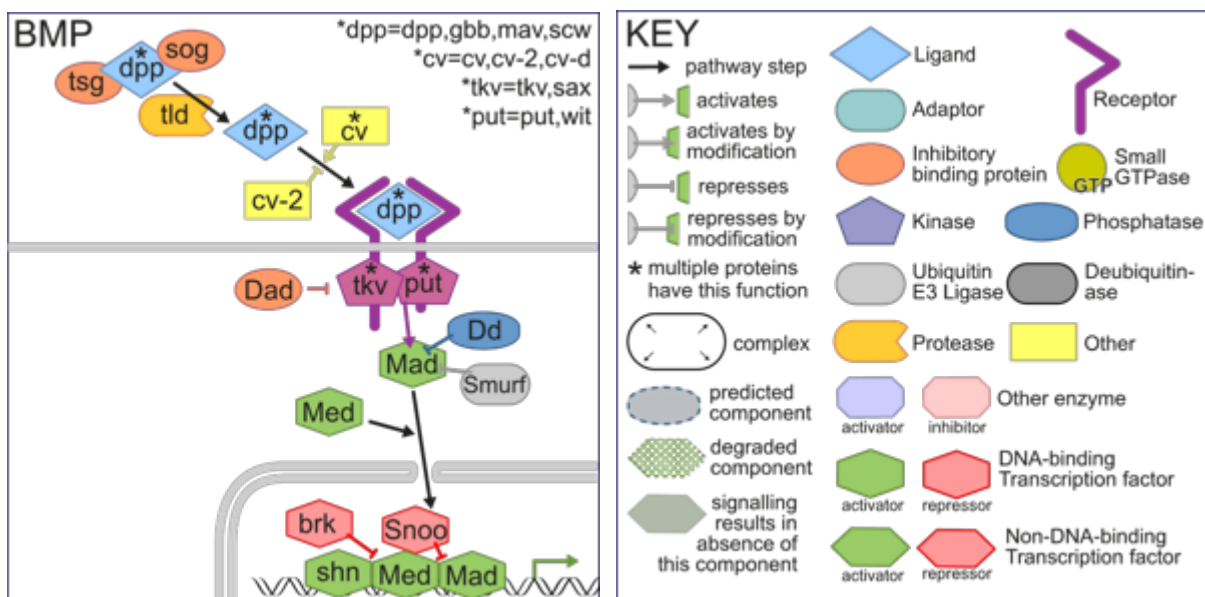 BMP
*dpp=dpp,gbb,mav,scw
*cv=cv,cv-2,cv-d
*tkv=tkv,sax
*put=put,wit
*
dpp
sog
tsg
tld
*
dpp
*
cv
cv-2
dpp
*
tkv
*
put
Dad
Dd
Mad
Smurf
Med
brk
Snoo
shn
Med
Mad
KEY
pathway step
activates
activates by
modification
represses
represses by
modification
* multiple proteins
have this function
complex
predicted
component
degraded
component
signalling
results in
absence of
this component
Ligand
Adaptor
Inhibitory
binding protein
Kinase
Ubiquitin
E3 Ligase
Protease
Receptor
GTP
Small
GTPase
Phosphatase
Deubiquitin-
ase
Other
Other enzyme
activator
inhibitor
DNA-binding
Transcription factor
activator
repressor
Non-DNA-binding
Transcription factor
activator
repressor